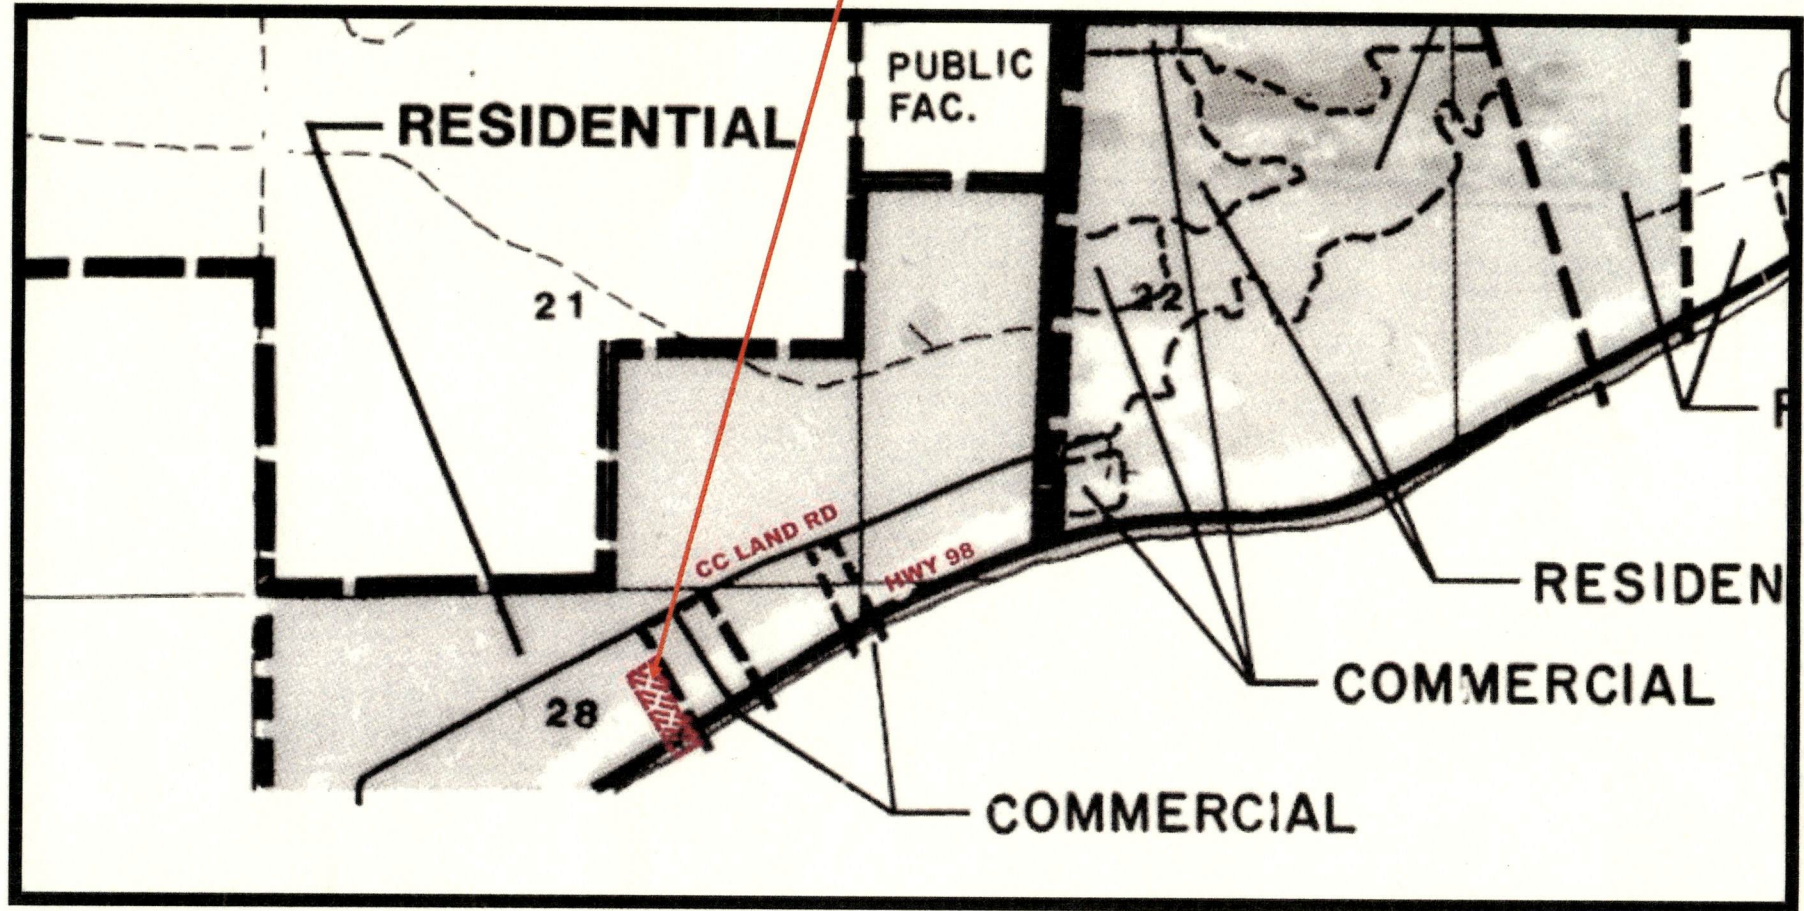 PUBLIC
FAC.
RESIDENTIAL
21
22
CC LAND RD
HWY 98
RESIDEN
COMMERCIAL
28
COMMERCIAL